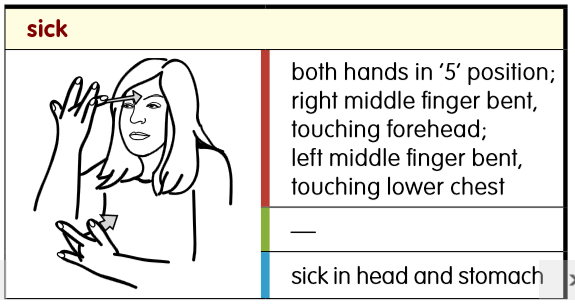 sick
both hands in ‘5’ position;
right middle finger bent,
touching forehead;
left middle finger bent,
touching lower chest
—
sick in head and stomach